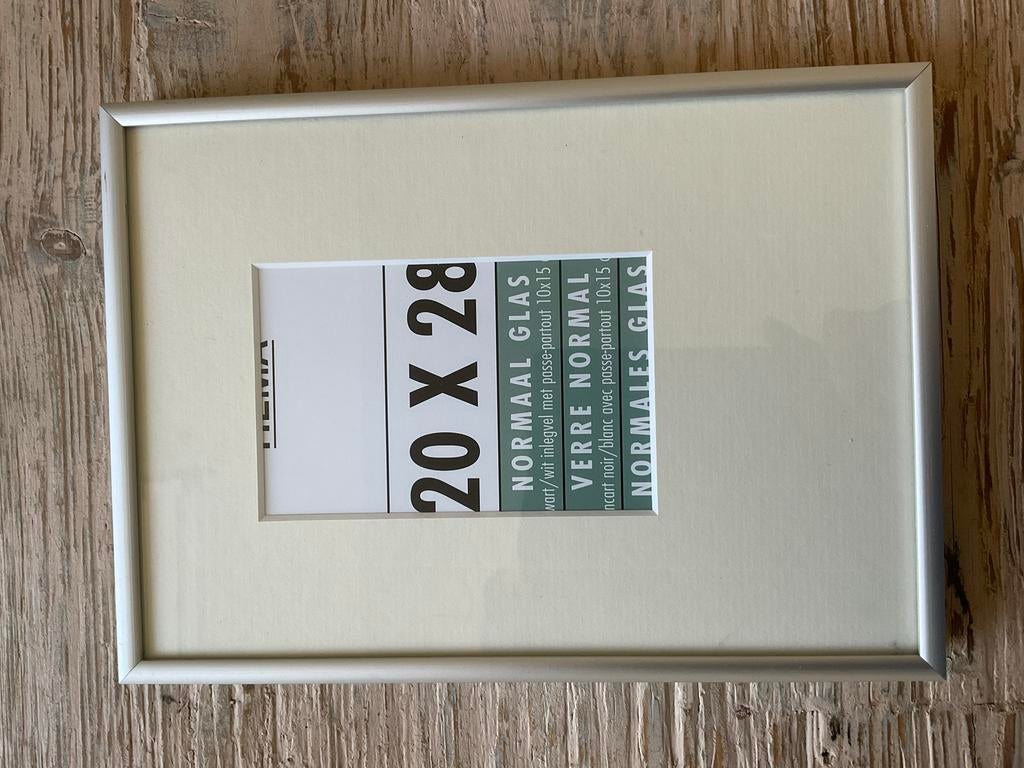 HEMA
20 X 28
NORMAAL GLAS
wart/wit inlegvel met passe-partout 10x15 c
VERRE NORMAL
ncart noir/blanc avec passe-partout 10x15 c
NORMALES GLAS